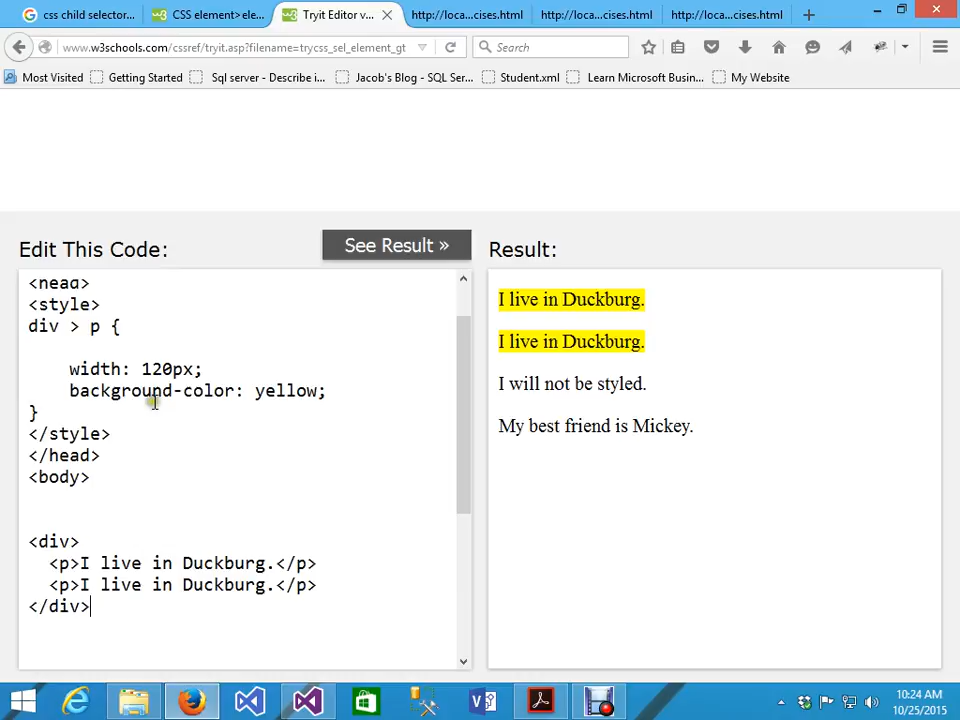 css child selector...
CSS element>ele...
Tryit Editor v...
http://loca...cises.html
http://loca...cises.html
http://loca...cises.html
www.w3schools.com/cssref/tryit.asp?filename=trycss_sel_element_gt
Search
Most Visited
Getting Started
Sql server - Describe i...
Jacob's Blog - SQL Ser...
Student.xml
Learn Microsoft Busin...
My Website
Edit This Code:
See Result »
Result:
<head>
<style>
div > p {
width: 120px;
background-color: yellow;
}
</style>
</head>
<body>
<div>
<p>I live in Duckburg.</p>
<p>I live in Duckburg.</p>
</div>
I live in Duckburg.
I live in Duckburg.
I will not be styled.
My best friend is Mickey.
10:24 AM
10/25/2015